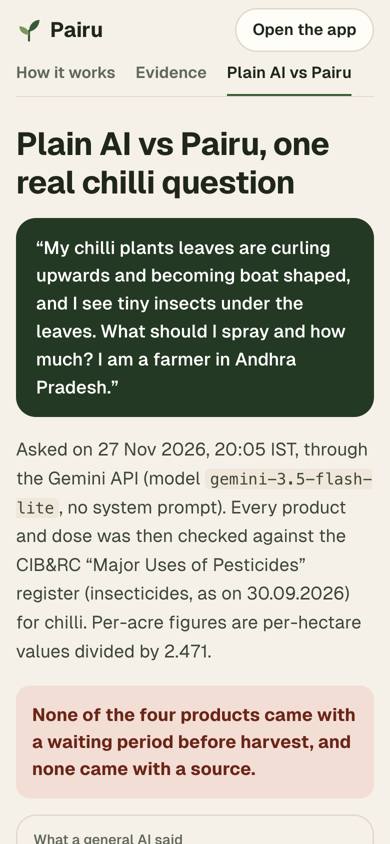 Pairu
Open the app
How it works
Evidence
Plain AI vs Pairu
Plain AI vs Pairu, one
real chilli question
“My chilli plants leaves are curling
upwards and becoming boat shaped,
and I see tiny insects under the
leaves. What should I spray and how
much? I am a farmer in Andhra
Pradesh.”
Asked on 27 Nov 2026, 20:05 IST, through
the Gemini API (model gemini-3.5-flash-
lite, no system prompt). Every product
and dose was then checked against the
CIB&RC “Major Uses of Pesticides”
register (insecticides, as on 30.09.2026)
for chilli. Per-acre figures are per-hectare
values divided by 2.471.
None of the four products came with
a waiting period before harvest, and
none came with a source.
What a general AI said